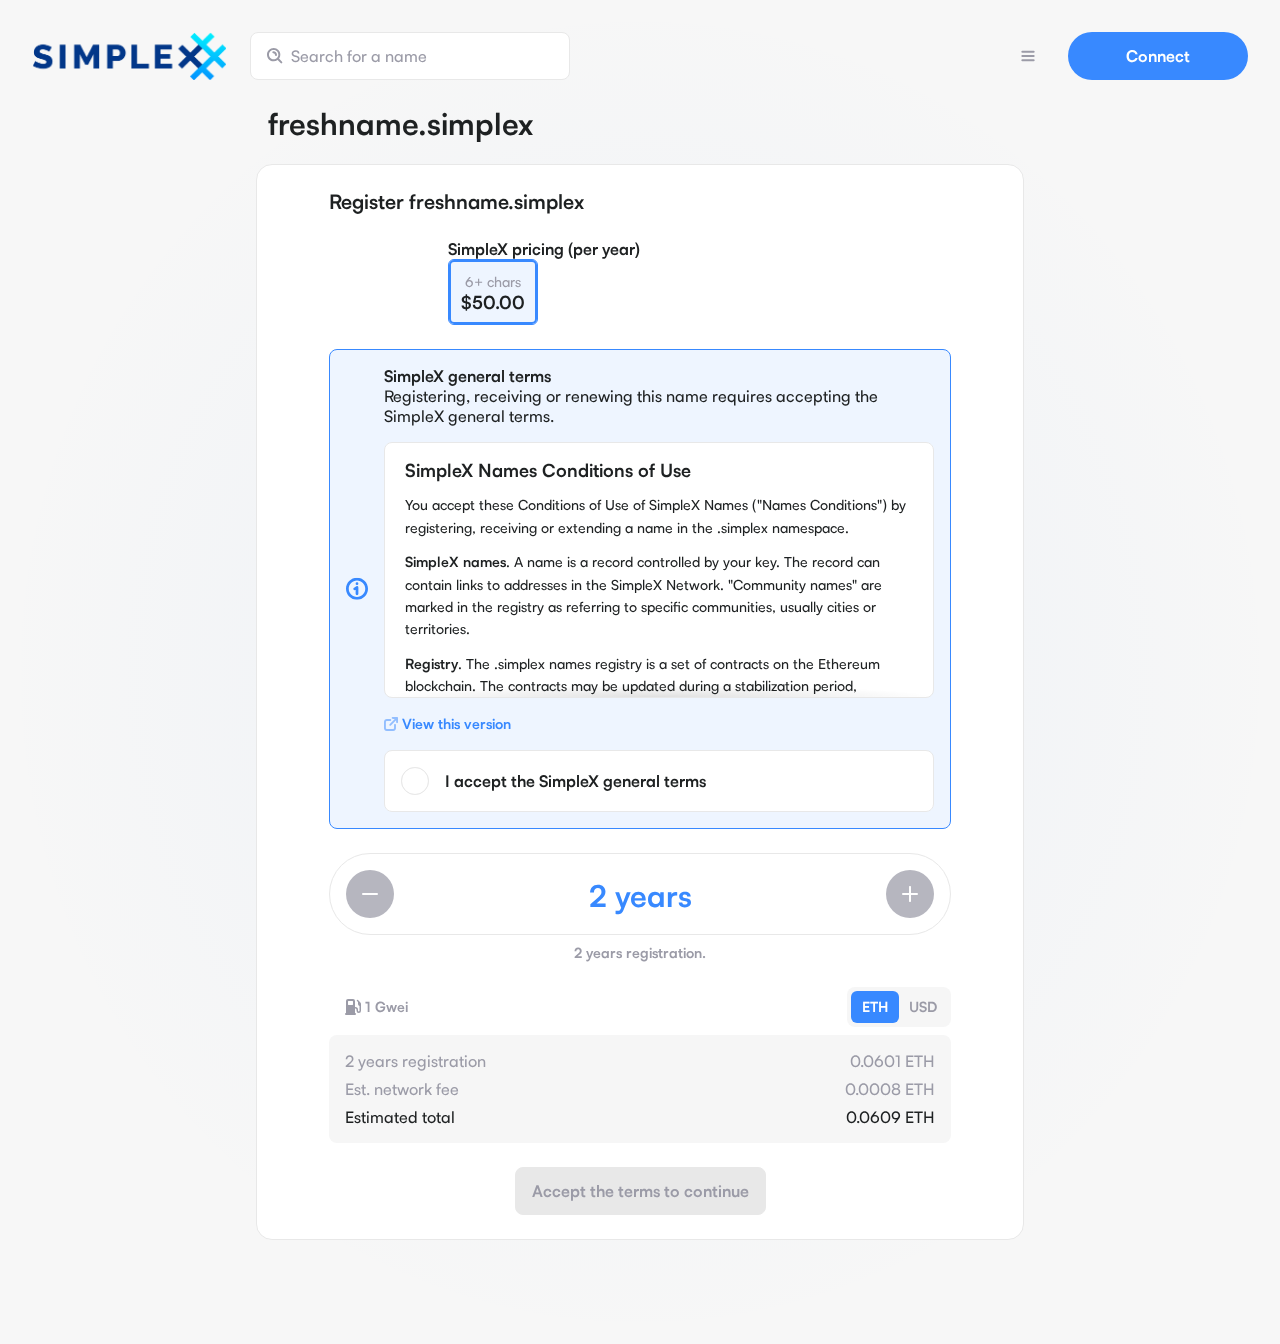 SIMPLEX
Search for a name
Connect
freshname.simplex
Register freshname.simplex
SimpleX pricing (per year)
6+ chars
$50.00
SimpleX general terms
Registering, receiving or renewing this name requires accepting the
SimpleX general terms.
SimpleX Names Conditions of Use
You accept these Conditions of Use of SimpleX Names ("Names Conditions") by
registering, receiving or extending a name in the .simplex namespace.
SimpleX names. A name is a record controlled by your key. The record can
contain links to addresses in the SimpleX Network. "Community names" are
marked in the registry as referring to specific communities, usually cities or
territories.
Registry. The .simplex names registry is a set of contracts on the Ethereum
blockchain. The contracts may be updated during a stabilization period,
View this version
I accept the SimpleX general terms
2 years
2 years registration.
1 Gwei
ETH USD
2 years registration 0.0601 ETH
Est. network fee 0.0008 ETH
Estimated total 0.0609 ETH
Accept the terms to continue